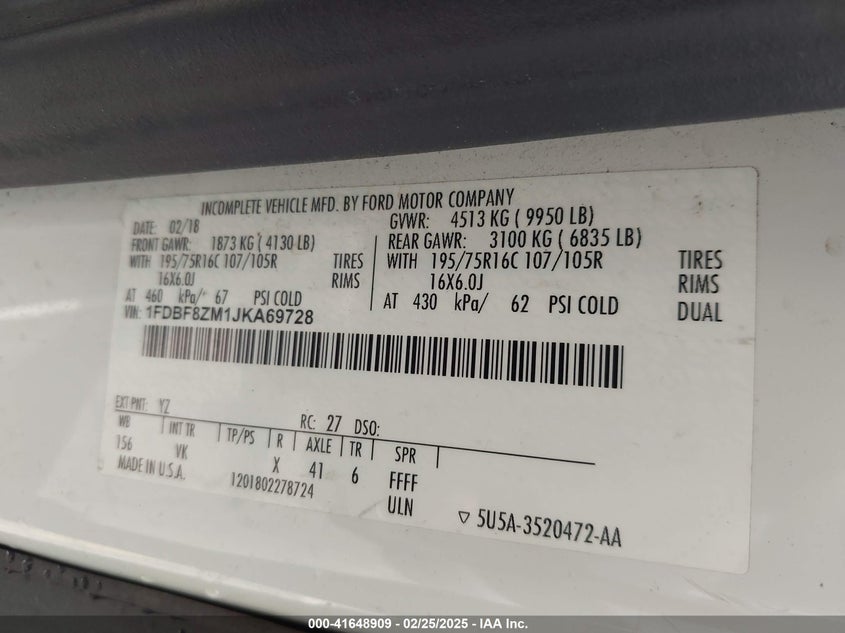 INCOMPLETE VEHICLE MFD. BY FORD MOTOR COMPANY
DATE: 02/18 GVWR: 4513 KG ( 9950 LB)
FRONT GAWR: 1873 KG ( 4130 LB) REAR GAWR: 3100 KG ( 6835 LB)
WITH 195/75R16C 107/105R TIRES WITH 195/75R16C 107/105R TIRES
16X6.0J RIMS 16X6.0J RIMS
AT 460 kPa/ 67 PSI COLD AT 430 kPa/ 62 PSI COLD DUAL
VIN: 1FDBF8ZM1JKA69728
EXT PNT: YZ RC: 27 DSO:
WB INT TR TP/PS R AXLE TR SPR
156 VK X 41 6 FFFF
MADE IN U.S.A. 1201802278724 ULN
▽ 5U5A-3520472-AA
000-41648909 – 02/25/2025 – IAA Inc.